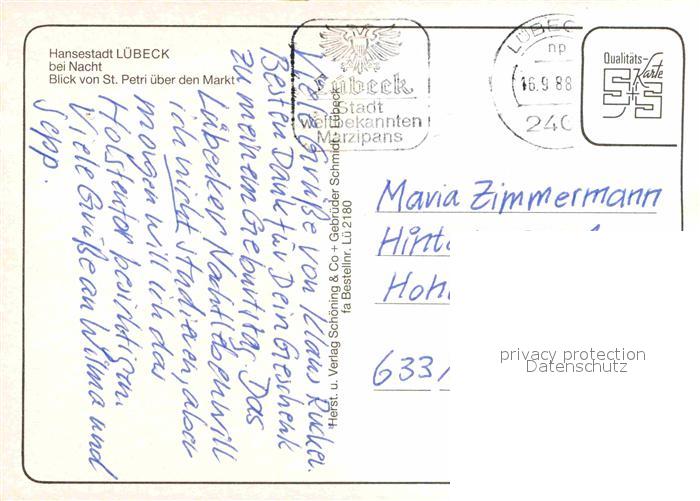 Hansestadt LÜBECK
bei Nacht
Blick von St. Petri über den Markt
Lübeck
Stadt
weltbekannten
Marzipans
LÜBEC
np
16.9.88
240
Qualitäts-
Karte
S+S
Viele Grüße von Klaus Ruckei.
Besten Dank für Dein Geschenk
zu meinem Geburtstag. Das
Lübecker Nachtleben will
ich nicht studieren, aber
morgen will ich das
Holstentor besichtigen.
Viele Grüße an Wilma und
Sepp.
Herst. u. Verlag Schöning & Co + Gebrüder Schmidt, Lübeck
fa Bestellnr. Lü 2180
Maria Zimmermann
Hint
Hoh
633
privacy protection
Datenschutz